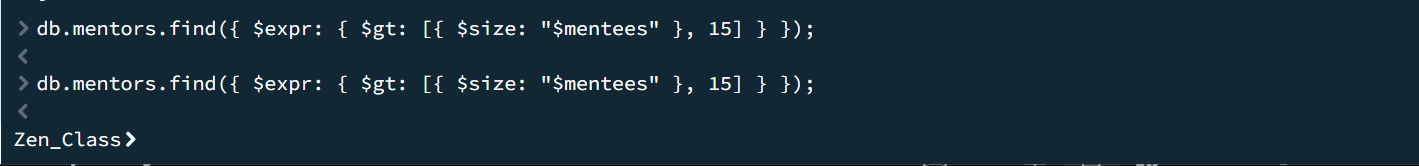 > db.mentors.find({ $expr: { $gt: [{ $size: "$mentees" }, 15] } });
<
> db.mentors.find({ $expr: { $gt: [{ $size: "$mentees" }, 15] } });
<
Zen_Class>